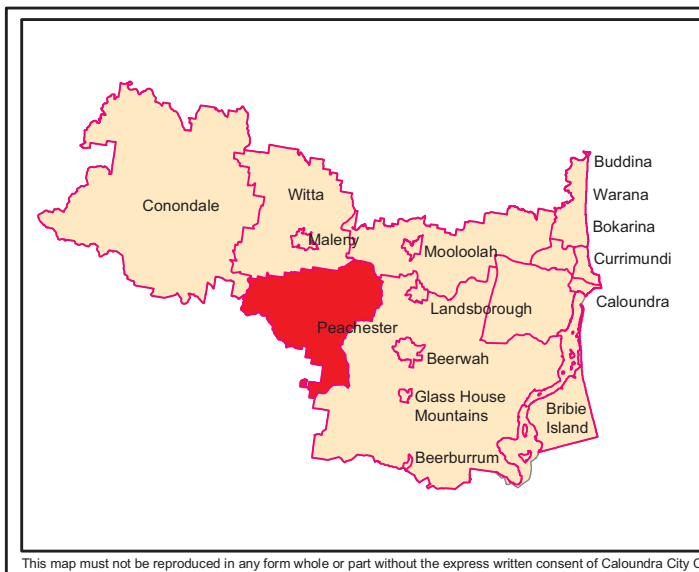 Buddina
Warana
Witta
Conondale
Bokarina
Maleny
Mooloolah
Currimundi
Landsborough
Caloundra
Peachester
Beerwah
Glass House
Mountains
Bribie
Island
Beerburrum
This map must not be reproduced in any form whole or part without the express written consent of Caloundra City C